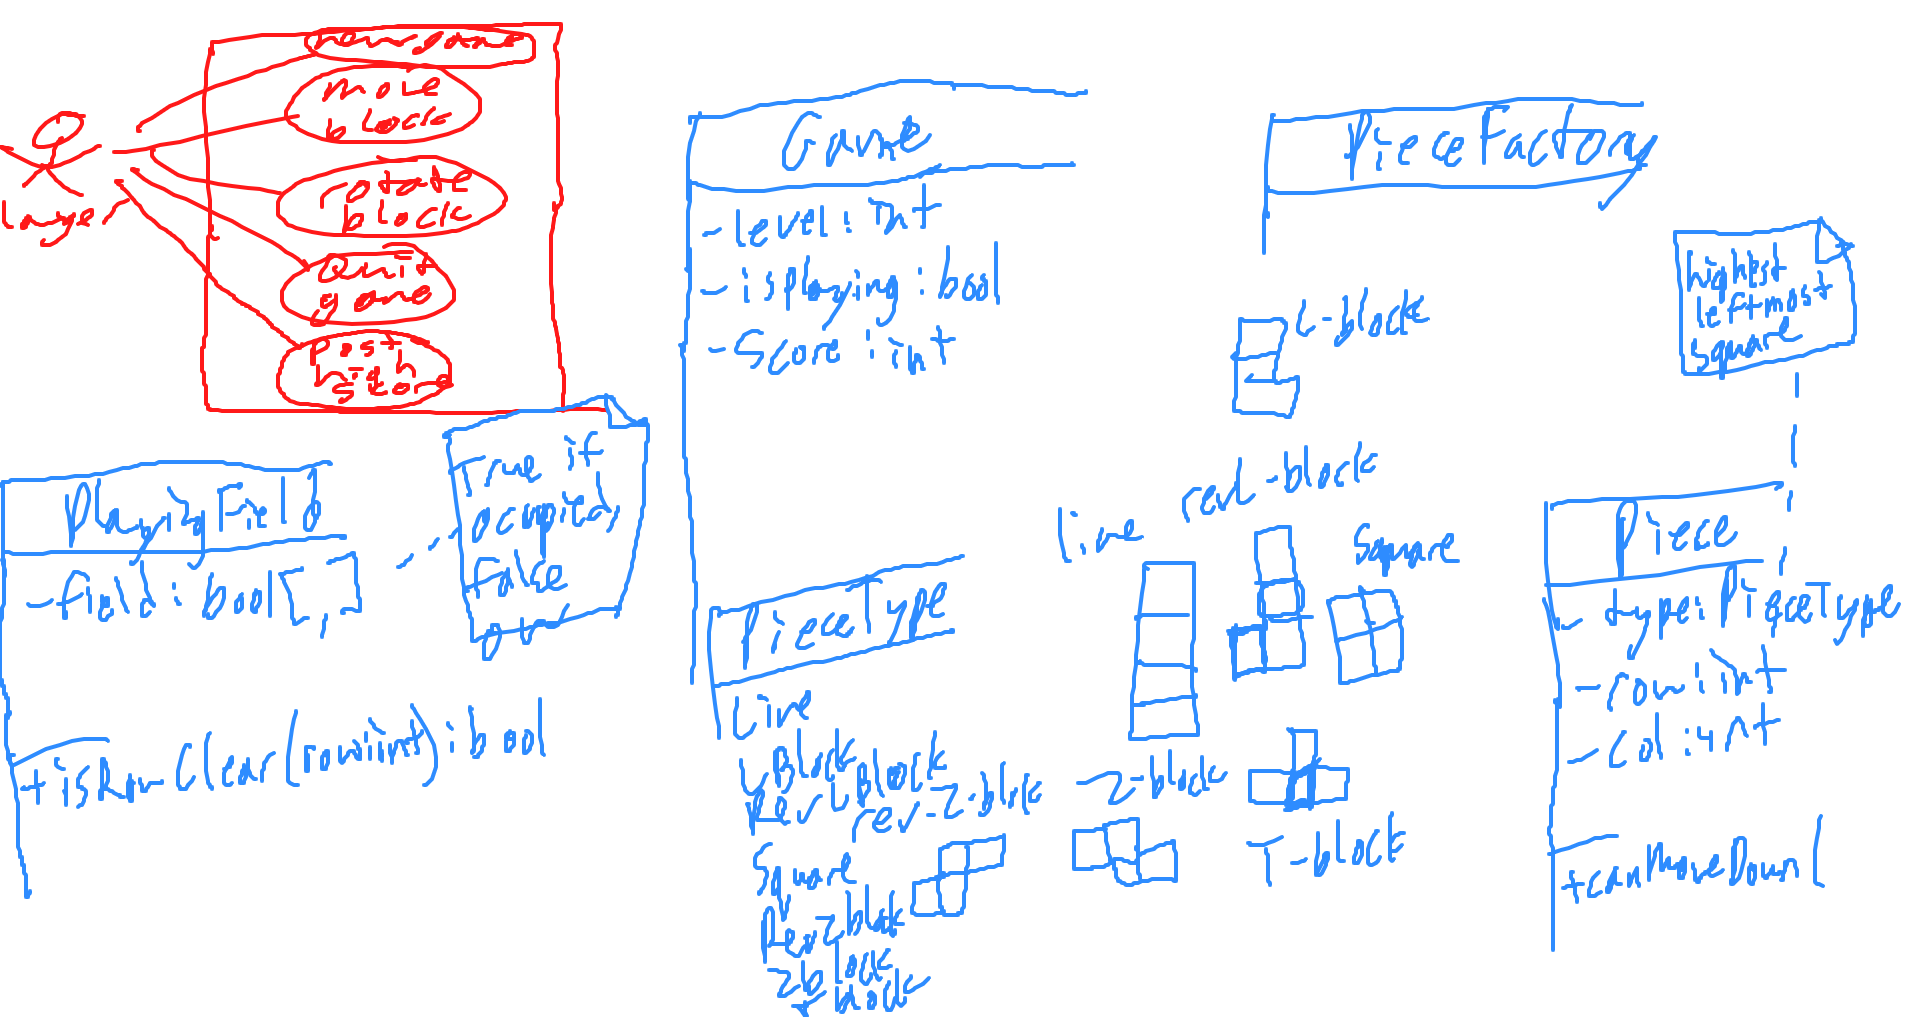 new game
move
block
rotate
block
Quit
game
Post
high
score
layer
Game
-level: int
-isplaying: bool
-Score: int
PieceFactory
highest
leftmost
square
L-block
revL-block
line
Square
Z-block
rev-Z-block
T-block
PlayingField
-field: bool[,]
+isRowClear(row:int): bool
True if
occupied,
False
PieceType
Line
LBlock
RevLBlock
Square
RevZblock
Zblock
Tblock
Piece
- type: PieceType
-row: int
-col: int
+canMoveDown(